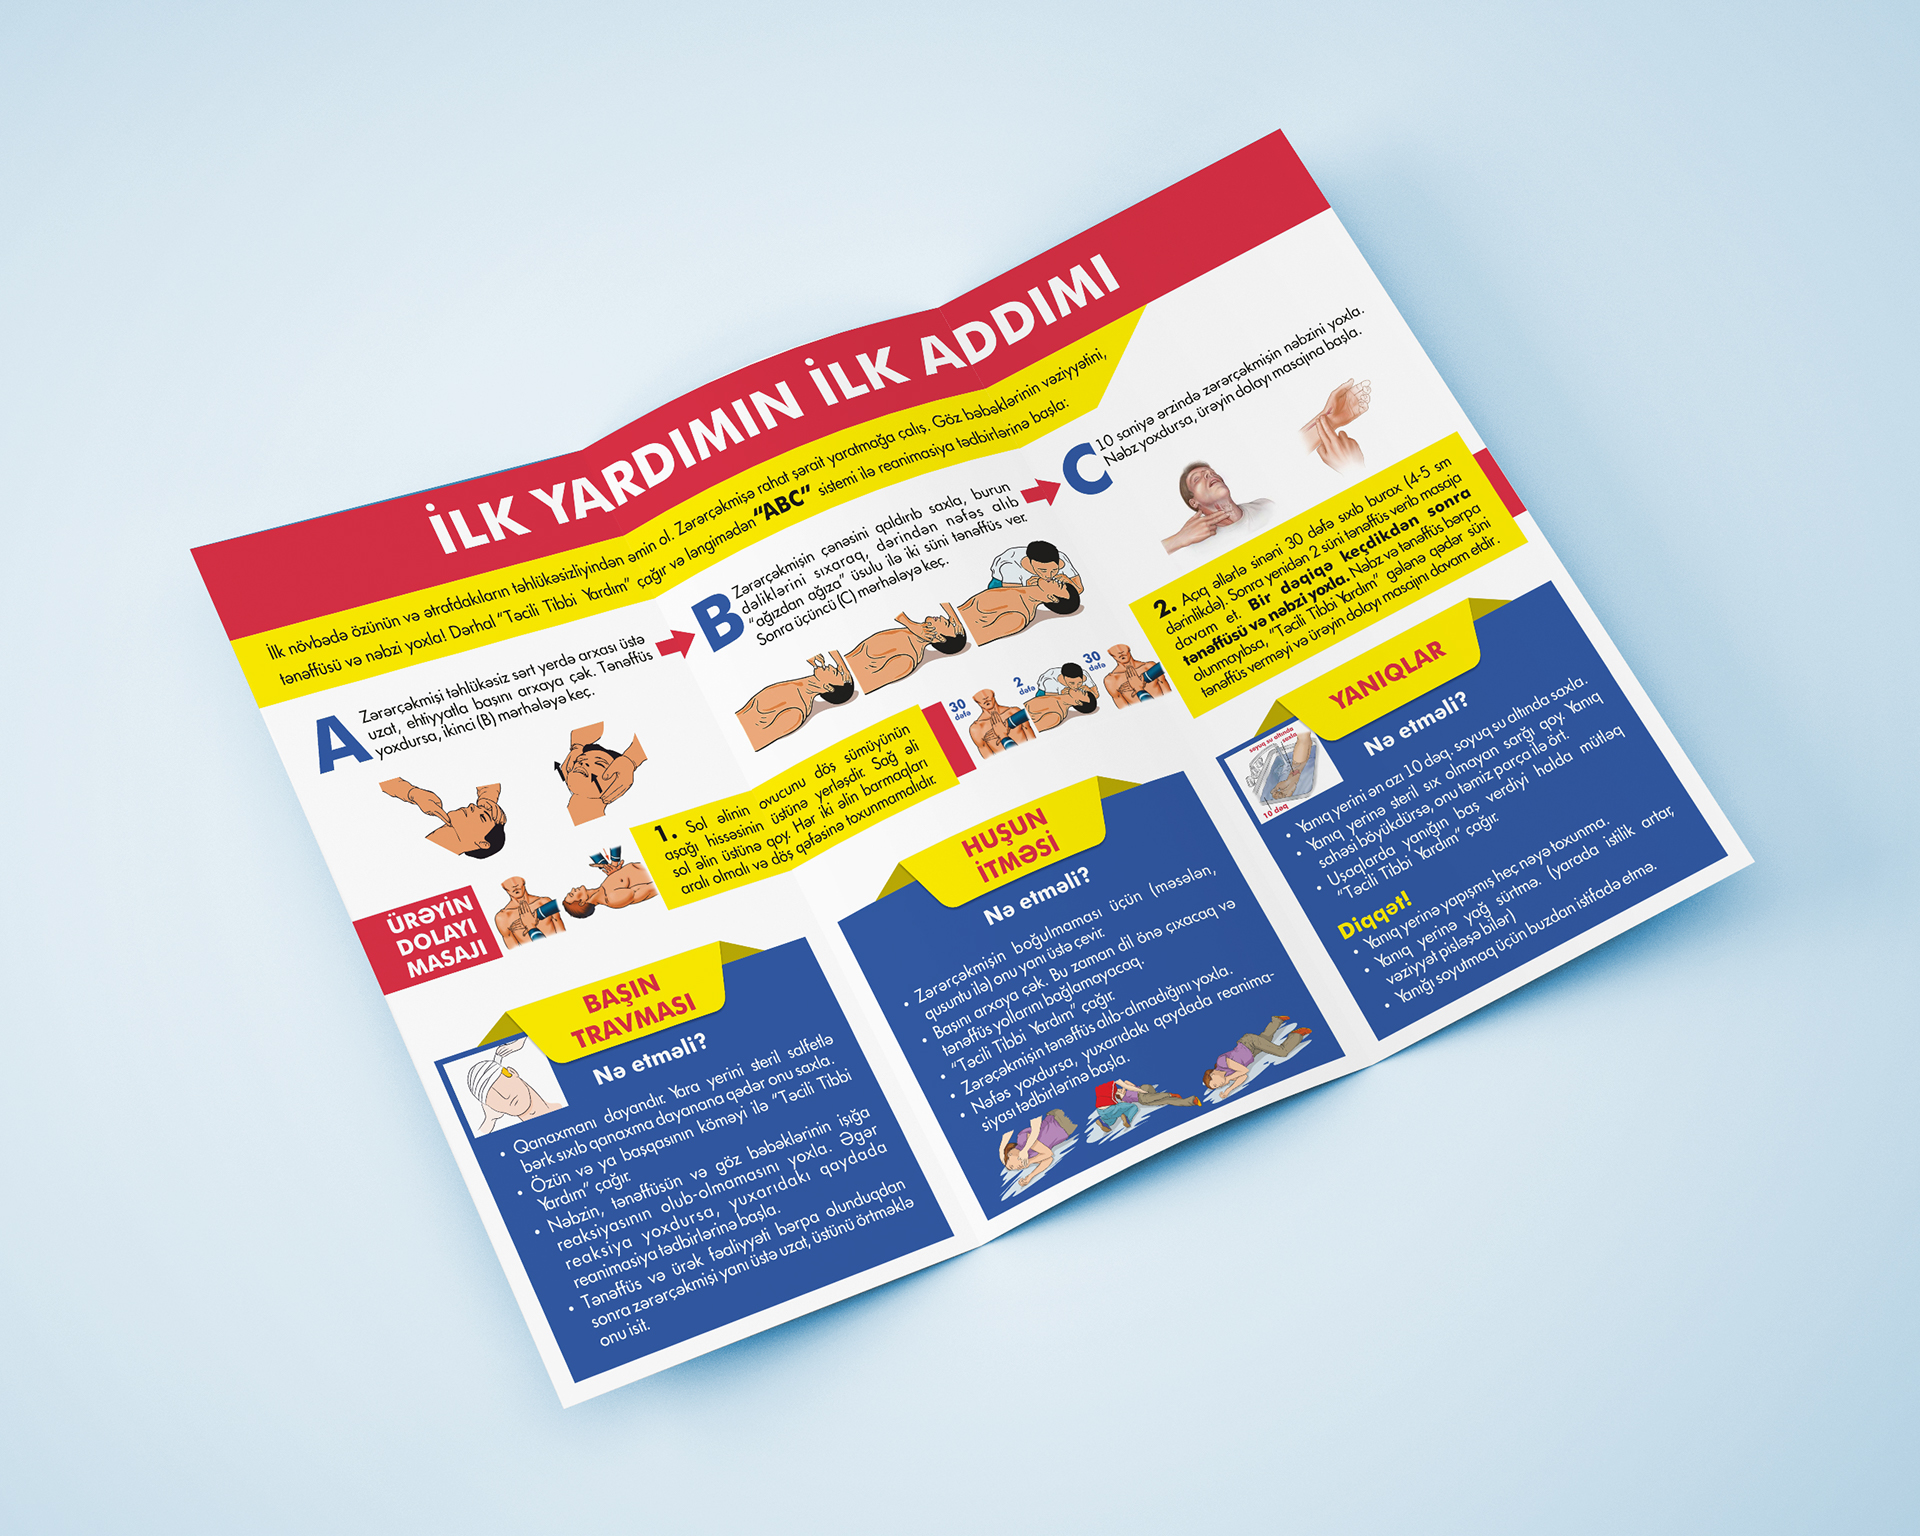 İLK YARDIMIN İLK ADDIMI
İlk növbədə özünün və ətrafdakıların təhlükəsizliyindən əmin ol. Zərərçəkmişə rahat şərait yaratmağa çalış. Göz bəbəklərinin vəziyyətini,
tənəffüsü və nəbzi yoxla! Dərhal "Təcili Tibbi Yardım" çağır və ləngimədən "ABC" sistemi ilə reanimasiya tədbirlərinə başla:
A
Zərərçəkmişi təhlükəsiz sərt yerdə arxası üstə
uzat, ehtiyyatla başını arxaya çək. Tənəffüs
yoxdursa, ikinci (B) mərhələyə keç.
B
Zərərçəkmişin çənəsini qaldırıb saxla, burun
dəliklərini sıxaraq, dərindən nəfəs alıb
"ağızdan ağıza" üsulu ilə iki süni tənəffüs ver.
Sonra üçüncü (C) mərhələyə keç.
C
10 saniyə ərzində zərərçəkmişin nəbzini yoxla.
Nəbz yoxdursa, ürəyin dolayı masajına başla.
ÜRƏYİN
DOLAYI
MASAJI
1. Sol əlinin ovucunu döş sümüyünün
aşağı hissəsinin üstünə yerləşdir. Sağ əli
sol əlin üstünə qoy. Hər iki əlin barmaqları
aralı olmalı və döş qəfəsinə toxunmamalıdır.
30
dəfə
2
dəfə
30
dəfə
2. Açıq əllərlə sinəni 30 dəfə sıxıb burax (4-5 sm
dərinlikdə). Sonra yenidən 2 süni tənəffüs verib masaja
davam et. Bir dəqiqə keçdikdən sonra
tənəffüsü və nəbzi yoxla. Nəbz və tənəffüs bərpa
olunmayıbsa, "Təcili Tibbi Yardım" gələnə qədər süni
tənəffüs verməyi və ürəyin dolayı masajını davam etdir.
BAŞIN
TRAVMASI
Nə etməli?
• Qanaxmanı dayandır. Yara yerini steril salfetlə
bərk sıxıb qanaxma dayanana qədər onu saxla.
• Özün və ya başqasının köməyi ilə "Təcili Tibbi
Yardım" çağır.
• Nəbzin, tənəffüsün və göz bəbəklərinin işığa
reaksiyasının olub-olmamasını yoxla. Əgər
reaksiya yoxdursa, yuxarıdakı qaydada
reanimasiya tədbirlərinə başla.
• Tənəffüs və ürək fəaliyyəti bərpa olunduqdan
sonra zərərçəkmişi yanı üstə uzat, üstünü örtməklə
onu isit.
HUŞUN
İTMƏSİ
Nə etməli?
• Zərərçəkmişin boğulmaması üçün (məsələn,
qusuntu ilə) onu yanı üstə çevir.
• Başını arxaya çək. Bu zaman dil önə çıxacaq və
tənəffüs yollarını bağlamayacaq.
• "Təcili Tibbi Yardım" çağır.
• Zərəçəkmişin tənəffüs alıb-almadığını yoxla.
• Nəfəs yoxdursa, yuxarıdakı qaydada reanima-
siyası tədbirlərinə başla.
YANIQLAR
Nə etməli?
soyuq su altında
saxla
10 dəq
• Yanıq yerini ən azı 10 dəq. soyuq su altında saxla.
• Yanıq yerinə steril sıx olmayan sarğı qoy. Yanıq
sahəsi böyükdürsə, onu təmiz parça ilə ört.
• Uşaqlarda yanığın baş verdiyi halda mütləq
"Təcili Tibbi Yardım" çağır.
Diqqət!
• Yanıq yerinə yapışmış heç nəyə toxunma.
• Yanıq yerinə yağ sürtmə. (yarada istilik artar,
vəziyyət pisləşə bilər)
• Yanığı soyutmaq üçün buzdan istifadə etmə.